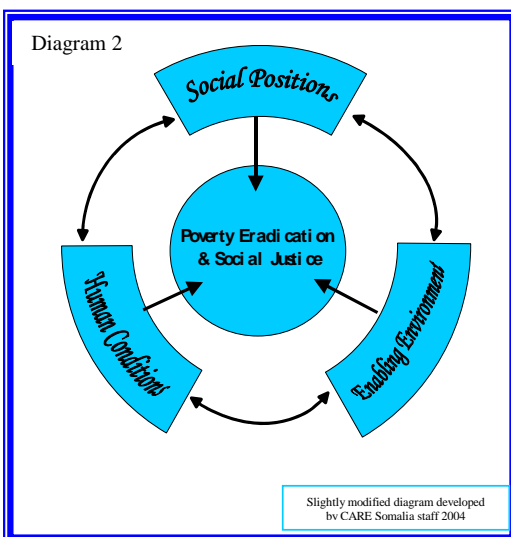 Diagram 2
Social Positions
Poverty Eradication
& Social Justice
Human Conditions
Enabling Environment
Slightly modified diagram developed
by CARE Somalia staff 2004